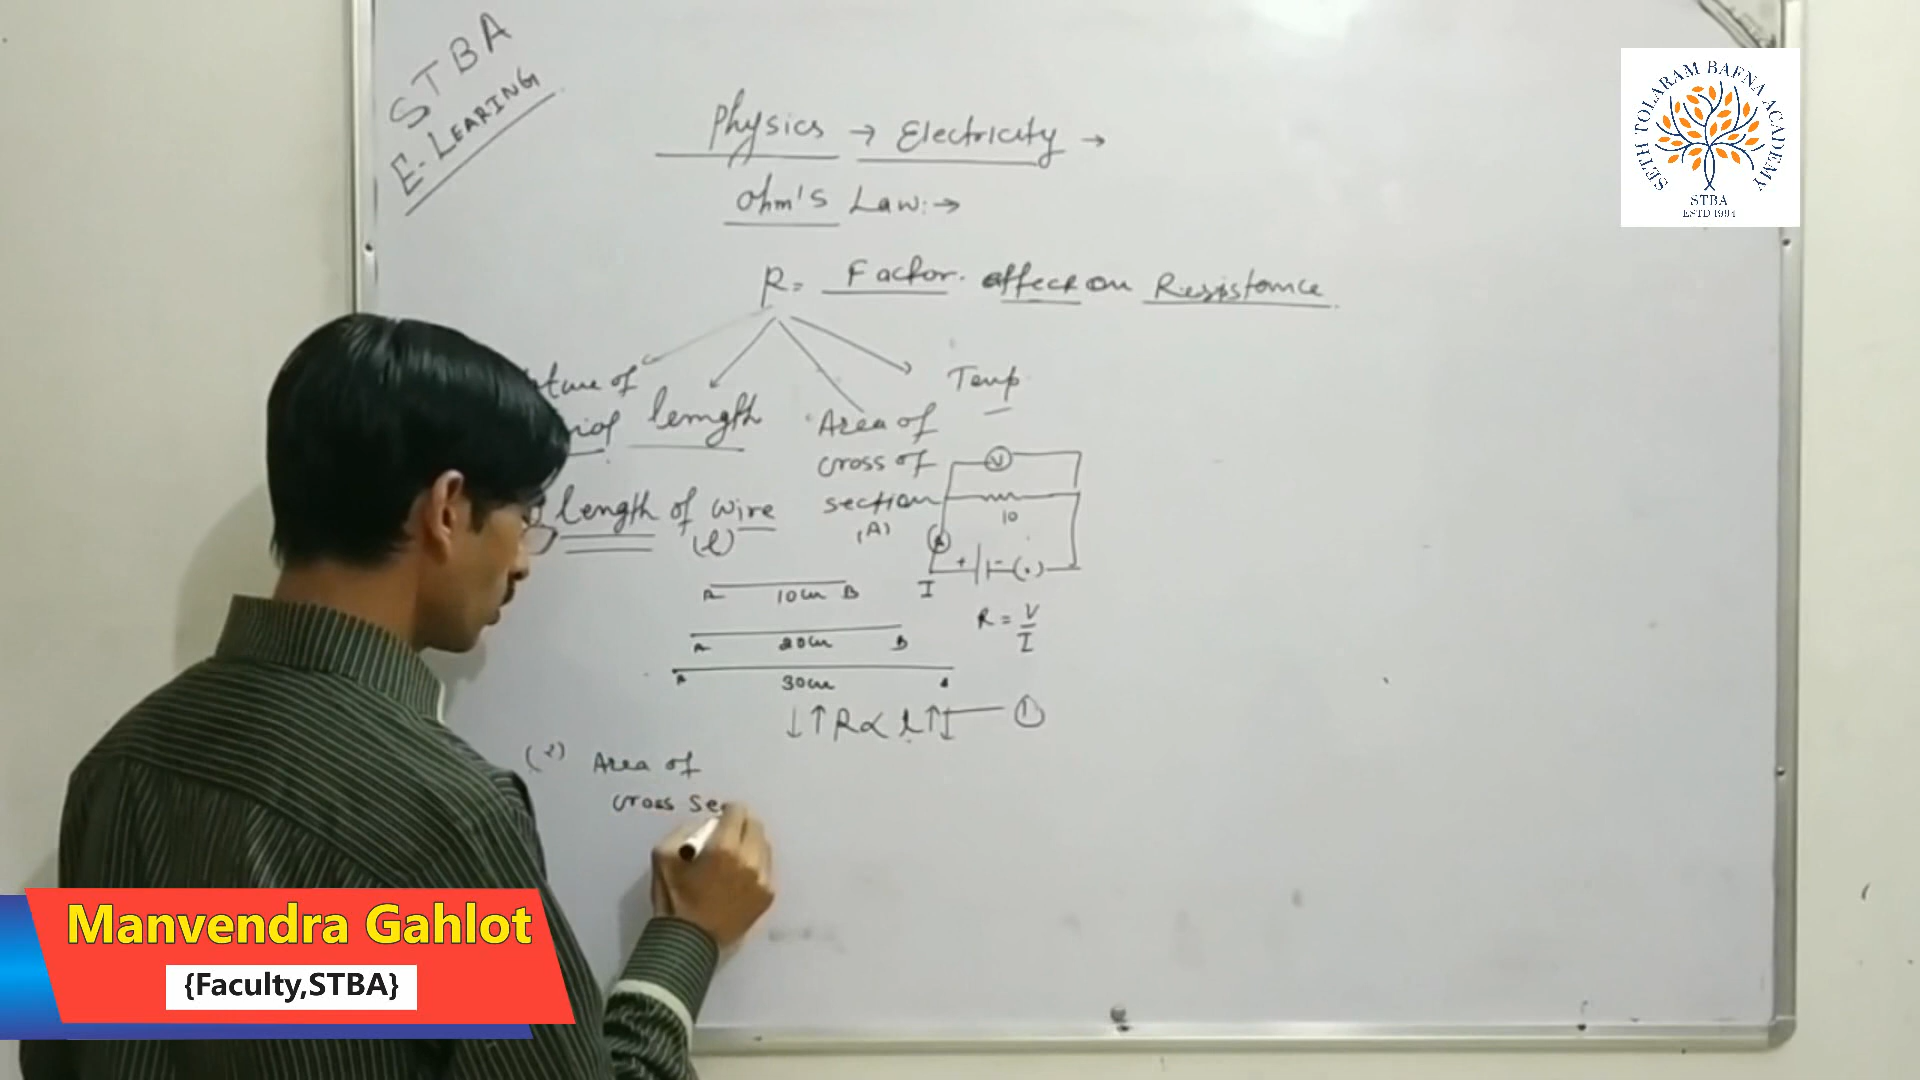 STBA
E-LEARING
Physics → Electricity →
Ohm's Law:→
R= Factor. affect on Resistance
length
Area of
cross of
section
(A)
Temp
V
10
A
+ -
(.)
I
R = V
I
length of wire
(l)
A 10cm B
A 20cm B
A 30cm
↓↑R∝ l↑↓ — ①
(2) Area of
cross Sec
SETH TOLARAM BAFNA ACADEMY
STBA
ESTD 1994
Manvendra Gahlot
{Faculty,STBA}